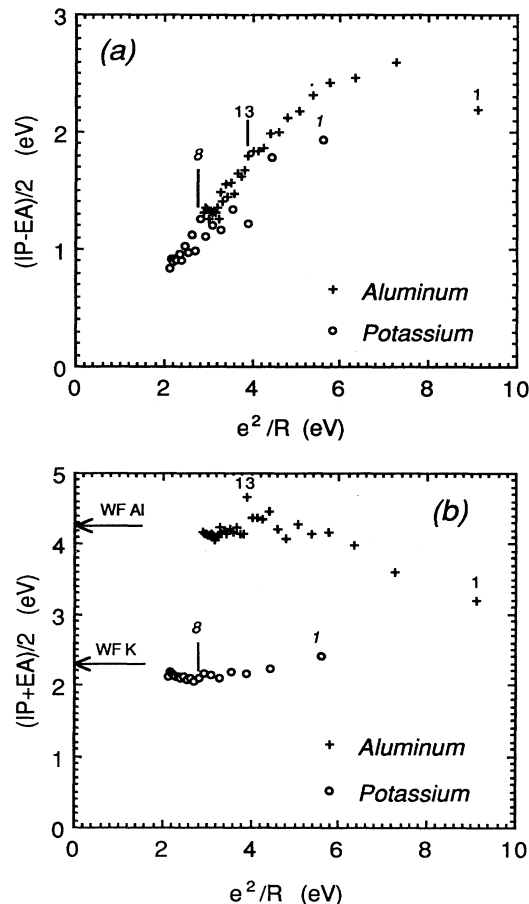 3
(a)
1
13
2
1
8
(IP-EA)/2 (eV)
1
+ Aluminum
o Potassium
0
0 2 4 6 8 10
e²/R (eV)
5
13
(b)
WF Al
4
1
3
8
1
WF K
(IP+EA)/2 (eV)
2
1
+ Aluminum
o Potassium
0
0 2 4 6 8 10
e²/R (eV)